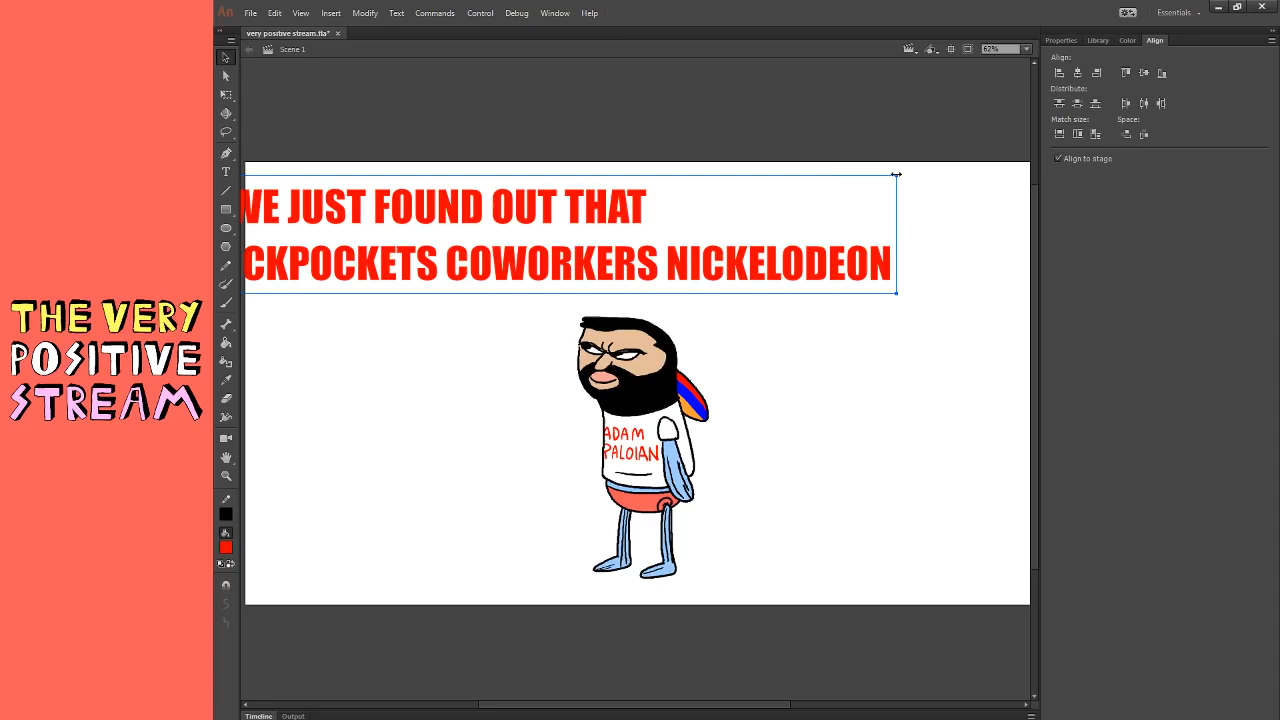 THE VERY
POSITIVE
STREAM
An File Edit View Insert Modify Text Commands Control Debug Window Help
Essentials
very positive stream.fla*
Scene 1
62%
Properties Library Color Align
Align:
Distribute:
Match size: Space:
Align to stage
WE JUST FOUND OUT THAT
CKPOCKETS COWORKERS NICKELODEON
ADAM
PALOIAN
Timeline Output